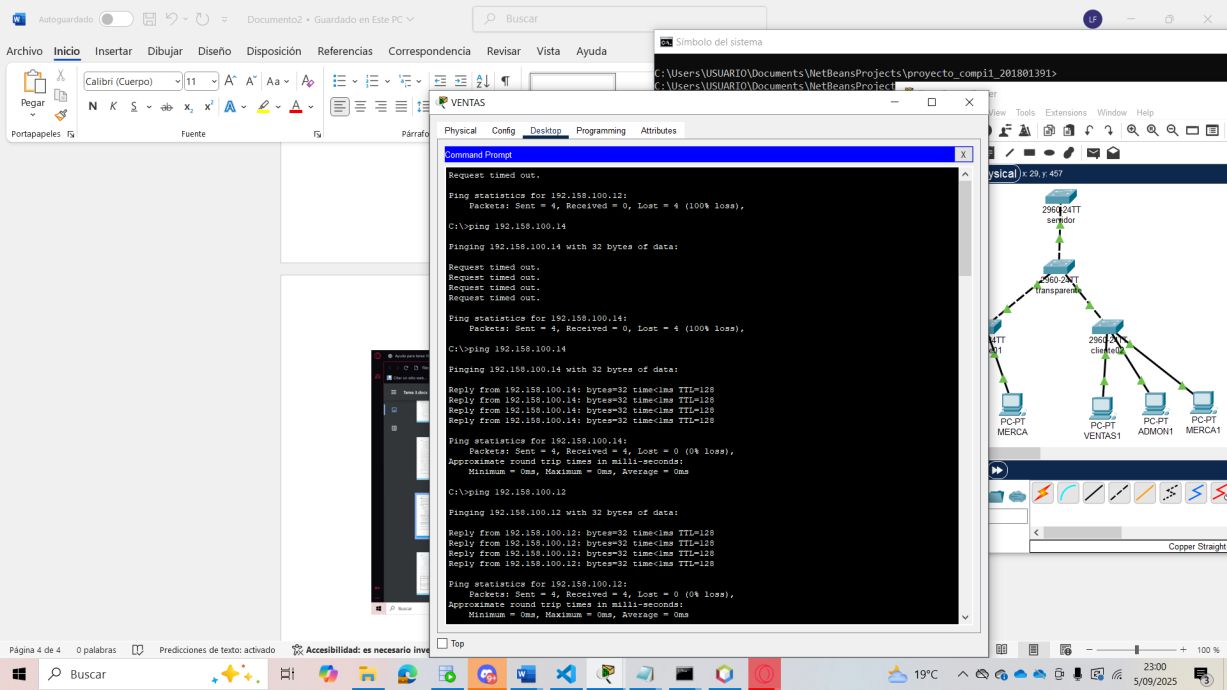 Autoguardado
Documento2 • Guardado en Este PC
Buscar
LF
Archivo Inicio Insertar Dibujar Diseño Disposición Referencias Correspondencia Revisar Vista Ayuda
Calibri (Cuerpo) 11
Pegar
N K S ab
Portapapeles
Fuente
Párrafo
Símbolo del sistema
C:\Users\USUARIO\Documents\NetBeansProjects\proyecto_compi1_201801391>
C:\Users\USUARIO\Documents\NetBeansProject
View Tools Extensions Window Help
x: 29, y: 457
2960-24TT
servidor
2960-24TT
transparente
2960-24TT
cliente02
PC-PT
MERCA
PC-PT
VENTAS1
PC-PT
ADMON1
PC-PT
MERCA1
Copper Straight
VENTAS
Physical Config Desktop Programming Attributes
Command Prompt
X
Request timed out.
Ping statistics for 192.158.100.12:
Packets: Sent = 4, Received = 0, Lost = 4 (100% loss),
C:\>ping 192.158.100.14
Pinging 192.158.100.14 with 32 bytes of data:
Request timed out.
Request timed out.
Request timed out.
Request timed out.
Ping statistics for 192.158.100.14:
Packets: Sent = 4, Received = 0, Lost = 4 (100% loss),
C:\>ping 192.158.100.14
Pinging 192.158.100.14 with 32 bytes of data:
Reply from 192.158.100.14: bytes=32 time<1ms TTL=128
Reply from 192.158.100.14: bytes=32 time<1ms TTL=128
Reply from 192.158.100.14: bytes=32 time<1ms TTL=128
Reply from 192.158.100.14: bytes=32 time<1ms TTL=128
Ping statistics for 192.158.100.14:
Packets: Sent = 4, Received = 4, Lost = 0 (0% loss),
Approximate round trip times in milli-seconds:
Minimum = 0ms, Maximum = 0ms, Average = 0ms
C:\>ping 192.158.100.12
Pinging 192.158.100.12 with 32 bytes of data:
Reply from 192.158.100.12: bytes=32 time<1ms TTL=128
Reply from 192.158.100.12: bytes=32 time<1ms TTL=128
Reply from 192.158.100.12: bytes=32 time<1ms TTL=128
Reply from 192.158.100.12: bytes=32 time<1ms TTL=128
Ping statistics for 192.158.100.12:
Packets: Sent = 4, Received = 4, Lost = 0 (0% loss),
Approximate round trip times in milli-seconds:
Minimum = 0ms, Maximum = 0ms, Average = 0ms
Top
Página 4 de 4 0 palabras Predicciones de texto: activado Accesibilidad: es necesario inve
100 %
Buscar
19°C
23:00
5/09/2025
3